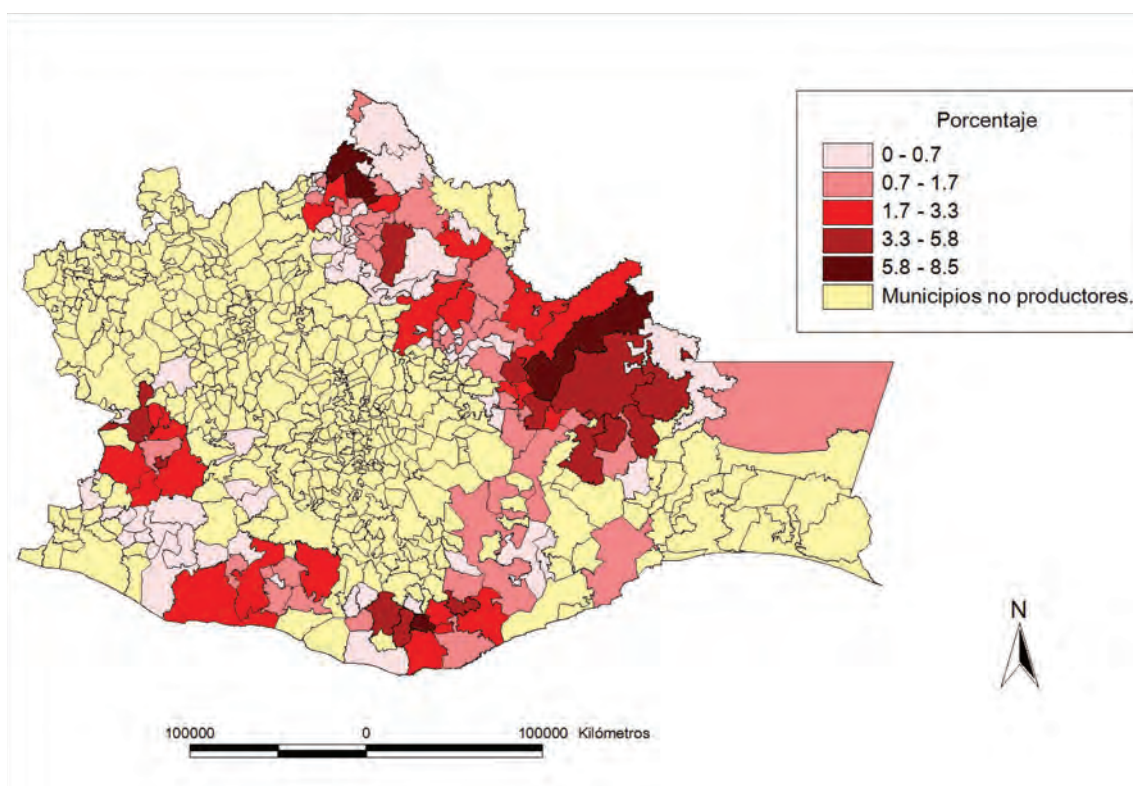 Porcentaje
0 - 0.7
0.7 - 1.7
1.7 - 3.3
3.3 - 5.8
5.8 - 8.5
Municipios no productores.
N
100000 0 100000 Kilómetros